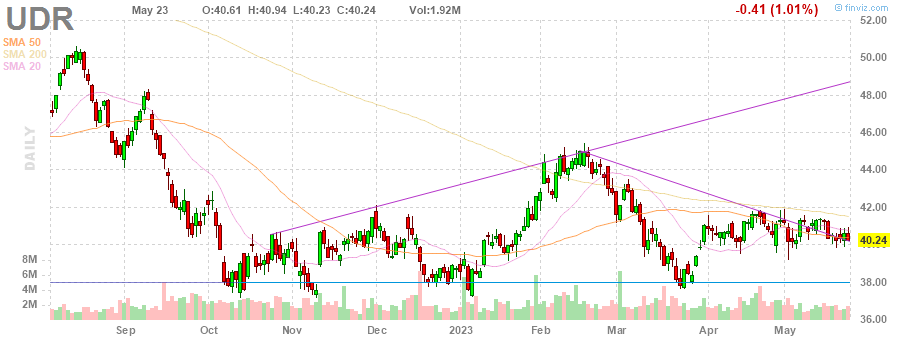 UDR May 23 O:40.61 H:40.94 L:40.23 C:40.24 Vol:1.92M -0.41 (1.01%) finviz.com
SMA 50
SMA 200
SMA 20
DAILY
52.00
50.00
48.00
46.00
44.00
42.00
40.24
38.00
36.00
8M
6M
4M
2M
Sep Oct Nov Dec 2023 Feb Mar Apr May